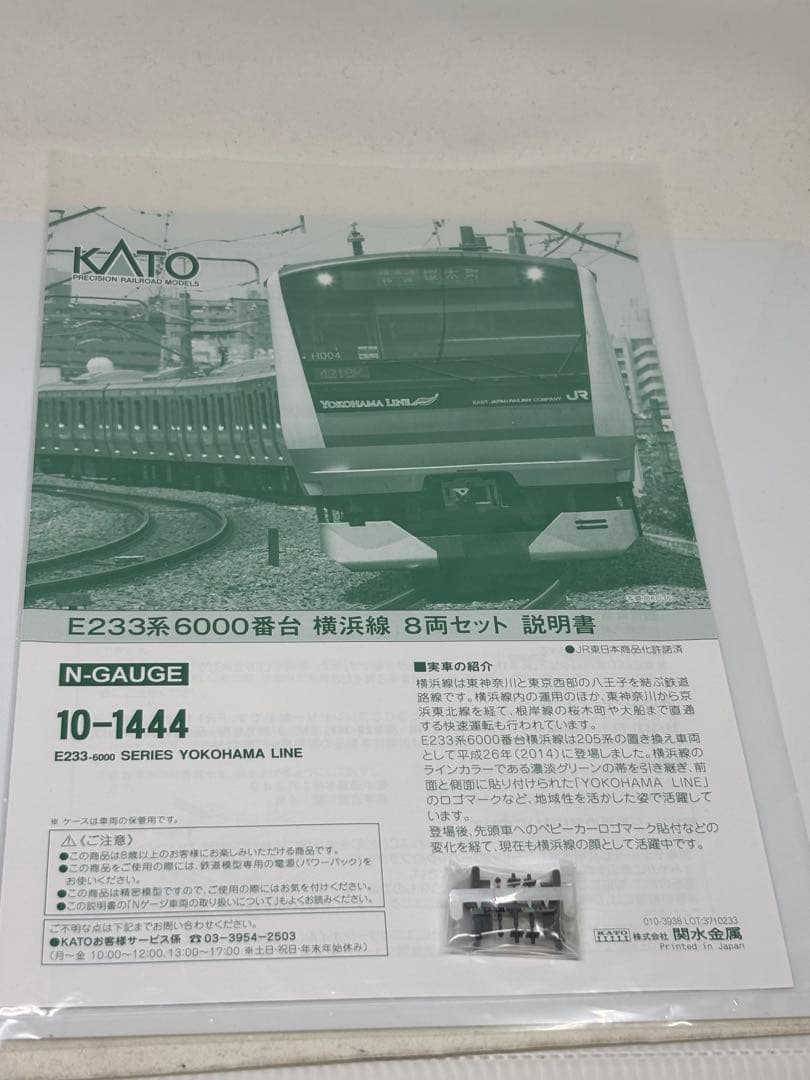 KATO
PRECISION RAILROAD MODELS
H004
YOKOHAMA LINE
EAST JAPAN RAILWAY COMPANY
JR
E233系6000番台 横浜線 8両セット 説明書
●JR東日本商品化許諾済
N-GAUGE
10-1444
E233-6000 SERIES YOKOHAMA LINE
※ ケースは車両の保管用です。
⚠《ご注意》
●この商品は8歳以上のお客様にお楽しみいただける商品です。
●この商品をご使用の際には、鉄道模型専用の電源(パワーパック)を
お使いください。
●この商品は精密模型ですので、ご使用の際にはお気を付けください。
●この説明書の「Nゲージ車両の取り扱いについて」もよくお読みください。
ご不明な点は下記までお問い合わせください。
●KATOお客様サービス係 ☎03-3954-2503
(月〜金 10:00〜12:00、13:00〜17:00 ※土日・祝日・年末年始休み)
■実車の紹介
横浜線は東神奈川と東京西部の八王子を結ぶ鉄道
路線です。横浜線内の運用のほか、東神奈川から京
浜東北線を経て、根岸線の桜木町や大船まで直通
する快速運転も行われています。
E233系6000番台横浜線は205系の置き換え車両
として平成26年(2014)に登場しました。横浜線の
ラインカラーである濃淡グリーンの帯を引き継ぎ、前
面と側面に貼り付けられた「YOKOHAMA LINE」
のロゴマークなど、地域性を活かした姿で活躍して
います。
登場後、先頭車へのベビーカーロゴマーク貼付などの
変化を経て、現在も横浜線の顔として活躍中です。
010-3938 LOT:3710233
KATO 株式会社 関水金属
Printed in Japan